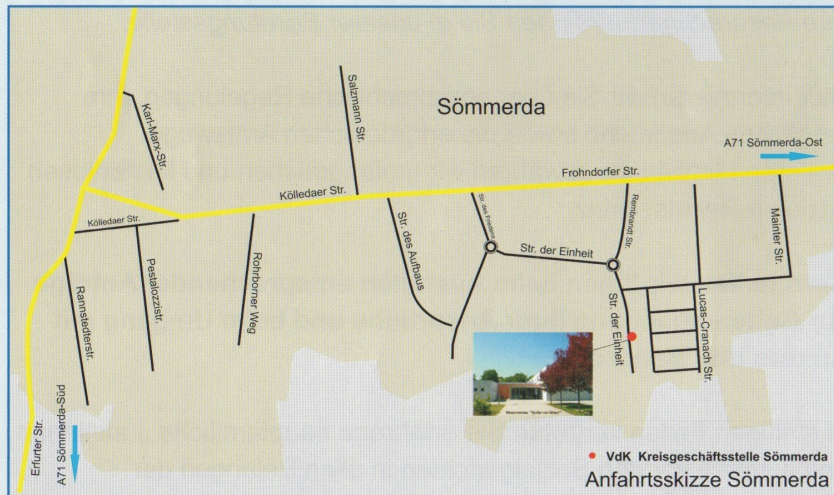 Sömmerda
A71 Sömmerda-Ost
Karl-Marx-Str.
Salzmann Str.
Frohndorfer Str.
Kölledaer Str.
Kölledaer Str.
Str. des Friedens
Rembrandt Str.
Mainter Str.
Str. des Aufbaus
Str. der Einheit
Rannstedterstr.
Pestalozzistr.
Rohrborner Weg
Str. der Einheit
Lucas-Cranach Str.
Erfurter Str.
A71 Sömmerda-Süd
VdK Kreisgeschäftsstelle Sömmerda
Anfahrtsskizze Sömmerda